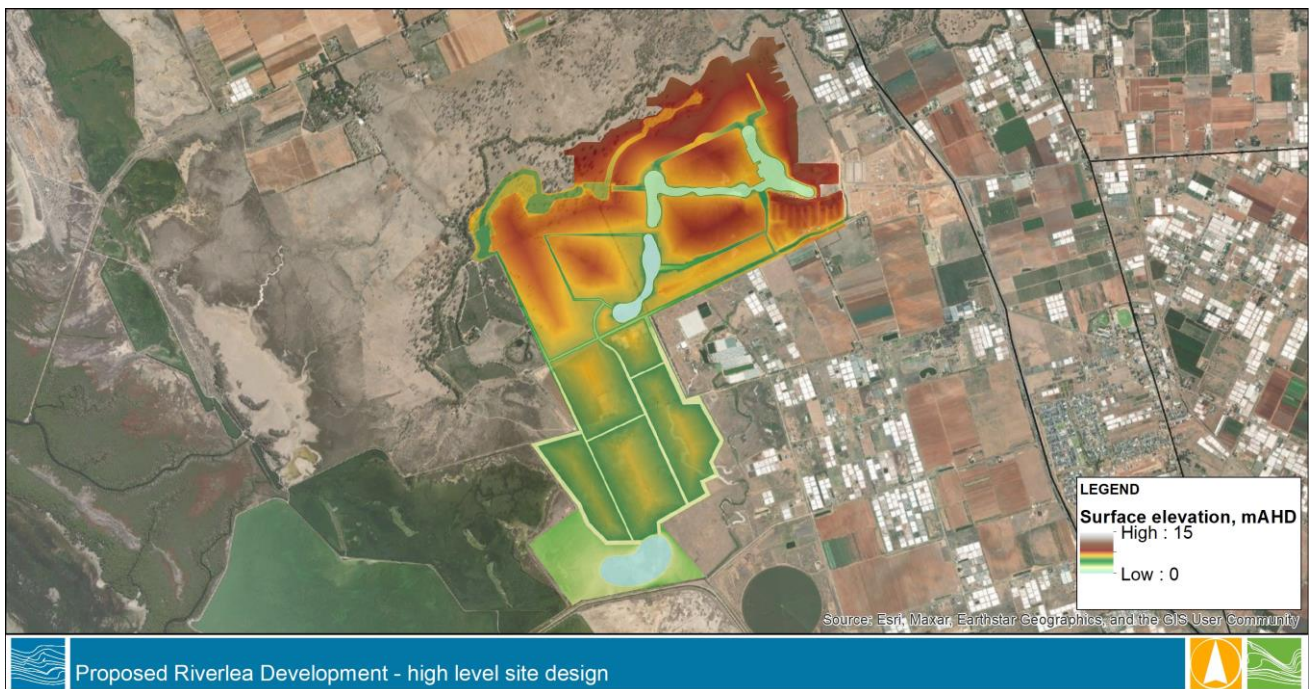 LEGEND
Surface elevation, mAHD
High : 15
Low : 0
Source: Esri, Maxar, Earthstar Geographics, and the GIS User Community
Proposed Riverlea Development - high level site design